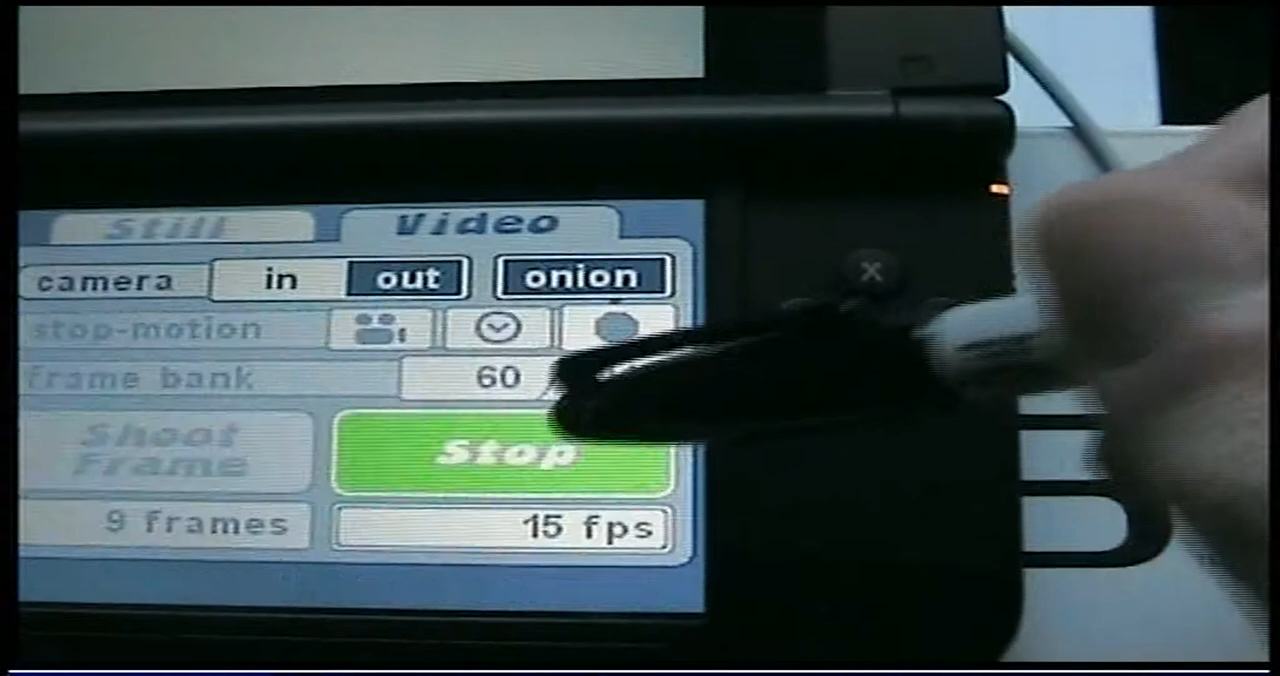 Still Video
camera in out onion
stop-motion
frame bank 60
Shoot Stop
Frame
9 frames 15 fps
X